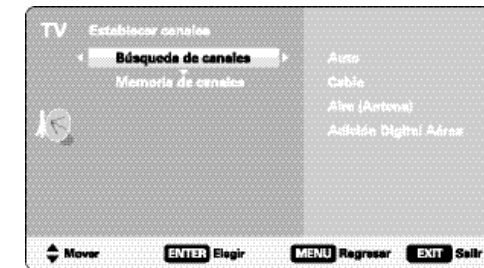 TV
Establecer canales
Búsqueda de canales
Memoria de canales
Auto
Cable
Aire (Antena)
Adición Digital Aérea
Mover
ENTER Elegir
MENU Regresar
EXIT Salir